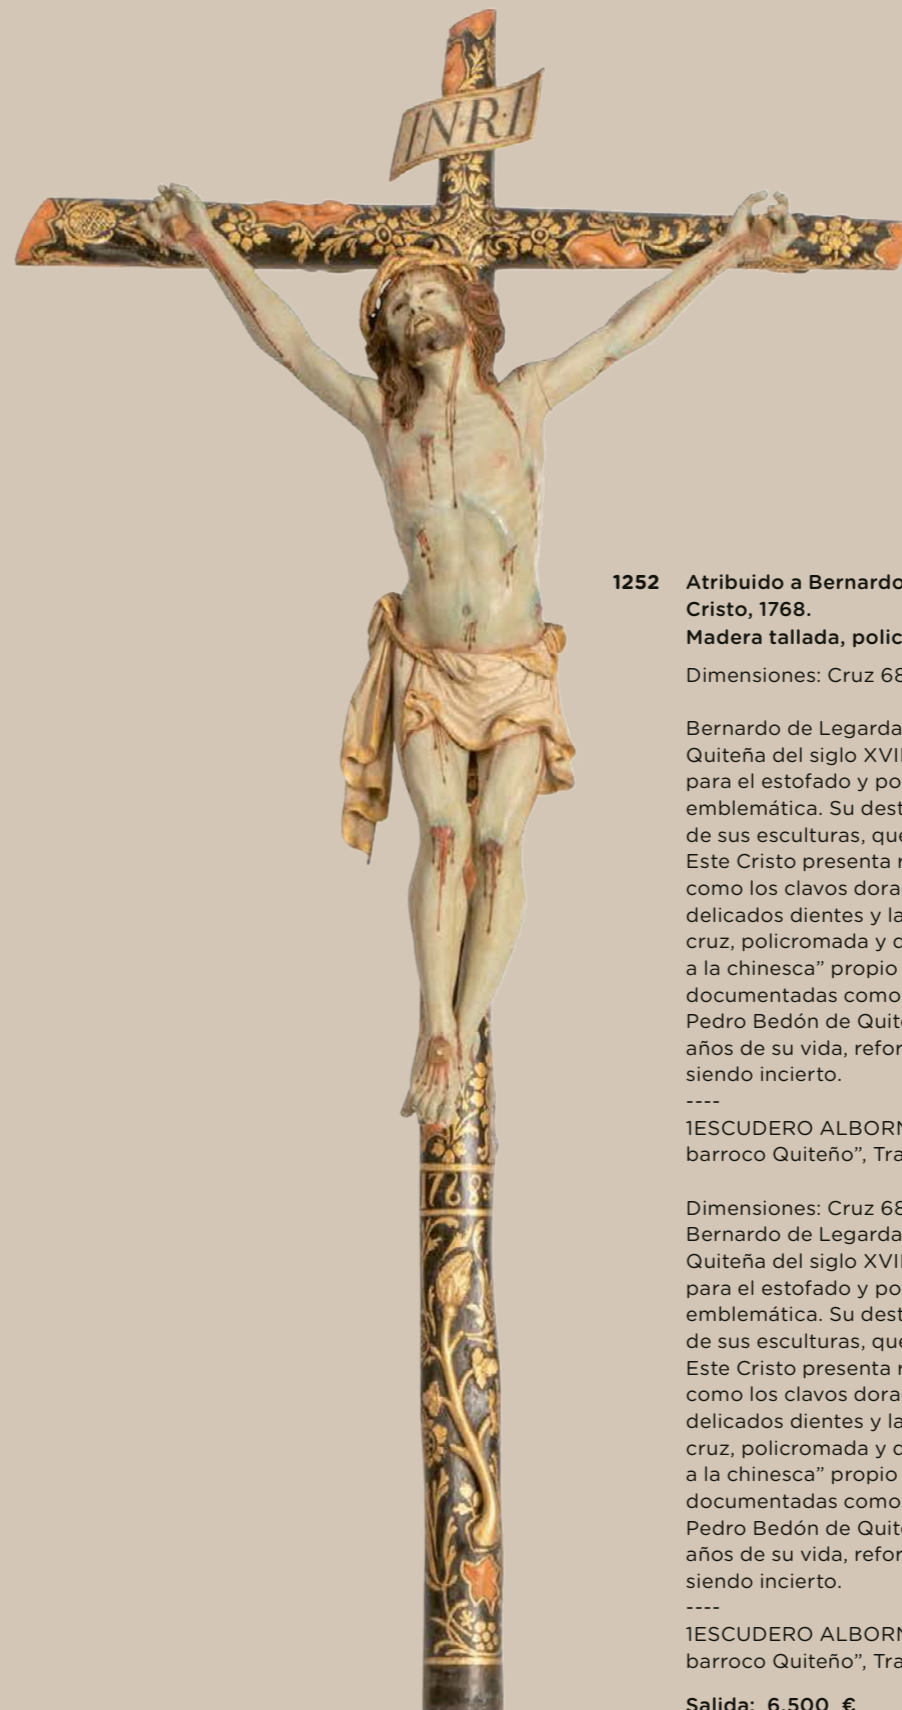 I·N·R·I
1768
1252 Atribuido a Bernardo
Cristo, 1768.
Madera tallada, polic
Dimensiones: Cruz 68
Bernardo de Legarda
Quiteña del siglo XVII
para el estofado y po
emblemática. Su dest
de sus esculturas, que
Este Cristo presenta r
como los clavos dora
delicados dientes y la
cruz, policromada y d
a la chinesca” propio
documentadas como
Pedro Bedón de Quit
años de su vida, refor
siendo incierto.
----
1ESCUDERO ALBORN
barroco Quiteño”, Tra
Dimensiones: Cruz 68
Bernardo de Legarda
Quiteña del siglo XVII
para el estofado y po
emblemática. Su dest
de sus esculturas, que
Este Cristo presenta r
como los clavos dora
delicados dientes y la
cruz, policromada y d
a la chinesca” propio
documentadas como
Pedro Bedón de Quit
años de su vida, refor
siendo incierto.
----
1ESCUDERO ALBORN
barroco Quiteño”, Tra
Salida: 6.500 €